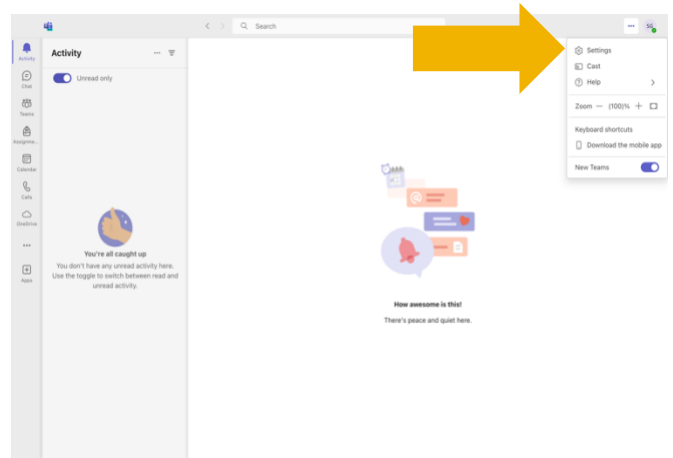 Search
SG
Activity
Unread only
Activity
Chat
Teams
Assignme...
Calendar
Calls
OneDrive
Apps
You're all caught up
You don't have any unread activity here.
Use the toggle to switch between read and
unread activity.
How awesome is this!
There's peace and quiet here.
Settings
Cast
Help
Zoom — (100)% +
Keyboard shortcuts
Download the mobile app
New Teams